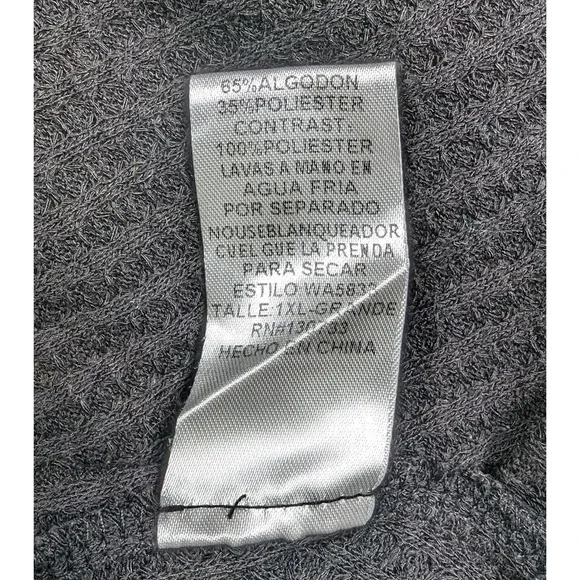 65%ALGODON
35%POLIESTER
CONTRAST:
100%POLIESTER
LAVAS A MANO EN
AGUA FRIA
POR SEPARADO
NOUSEBLANQUEADOR
CUELGUE LA PRENDA
PARA SECAR
ESTILO
TALLE:1XL-GRANDE
HECHO EN CHINA